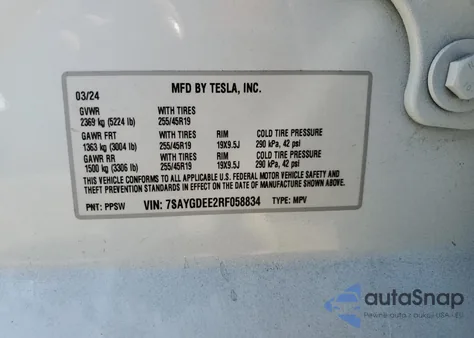 MFD BY TESLA, INC.
03/24
GVWR WITH TIRES
2369 kg (5224 lb) 255/45R19
GAWR FRT WITH TIRES RIM COLD TIRE PRESSURE
1363 kg (3004 lb) 255/45R19 19X9.5J 290 kPa, 42 psi
GAWR RR WITH TIRES RIM COLD TIRE PRESSURE
1500 kg (3306 lb) 255/45R19 19X9.5J 290 kPa, 42 psi
THIS VEHICLE CONFORMS TO ALL APPLICABLE U.S. FEDERAL MOTOR VEHICLE SAFETY AND
THEFT PREVENTION STANDARDS IN EFFECT ON THE DATE OF MANUFACTURE SHOWN ABOVE.
PNT: PPSW VIN: 7SAYGDEE2RF058834 TYPE: MPV
autaSnap